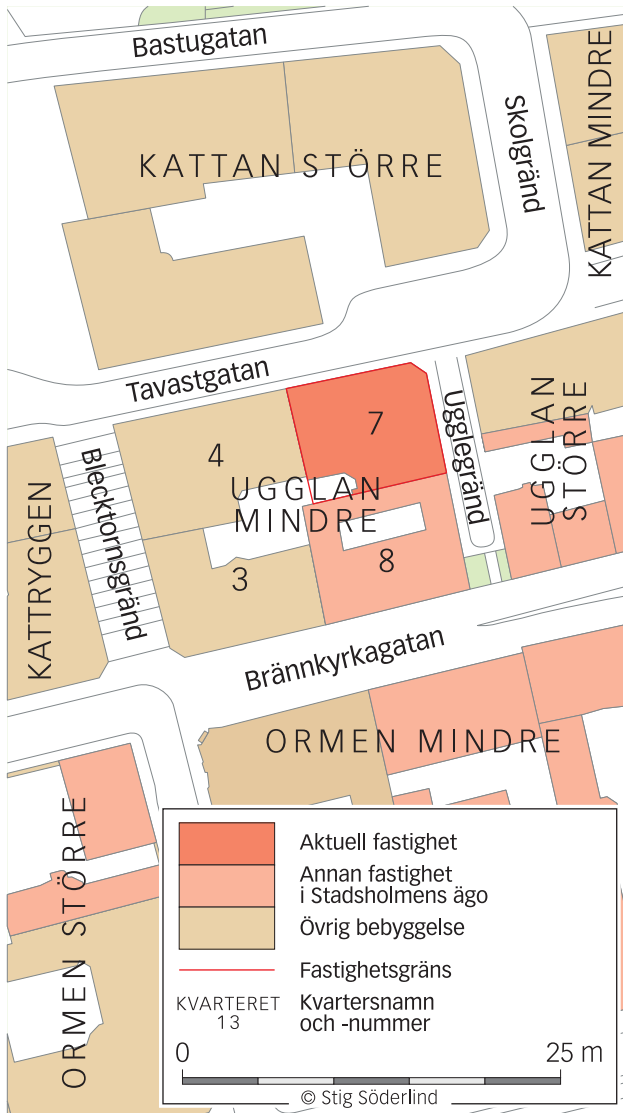 Bastugatan
Skolgränd
KATTAN MINDRE
KATTAN STÖRRE
Tavastgatan
Ugglegränd
UGGLAN
STÖRRE
7
4
UGGLAN
MINDRE
Blecktornsgränd
KATTRYGGEN
8
3
Brännkyrkagatan
ORMEN MINDRE
ORMEN STÖRRE
Aktuell fastighet
Annan fastighet
i Stadsholmens ägo
Övrig bebyggelse
Fastighetsgräns
KVARTERET
13
Kvartersnamn
och -nummer
0
25 m
© Stig Söderlind